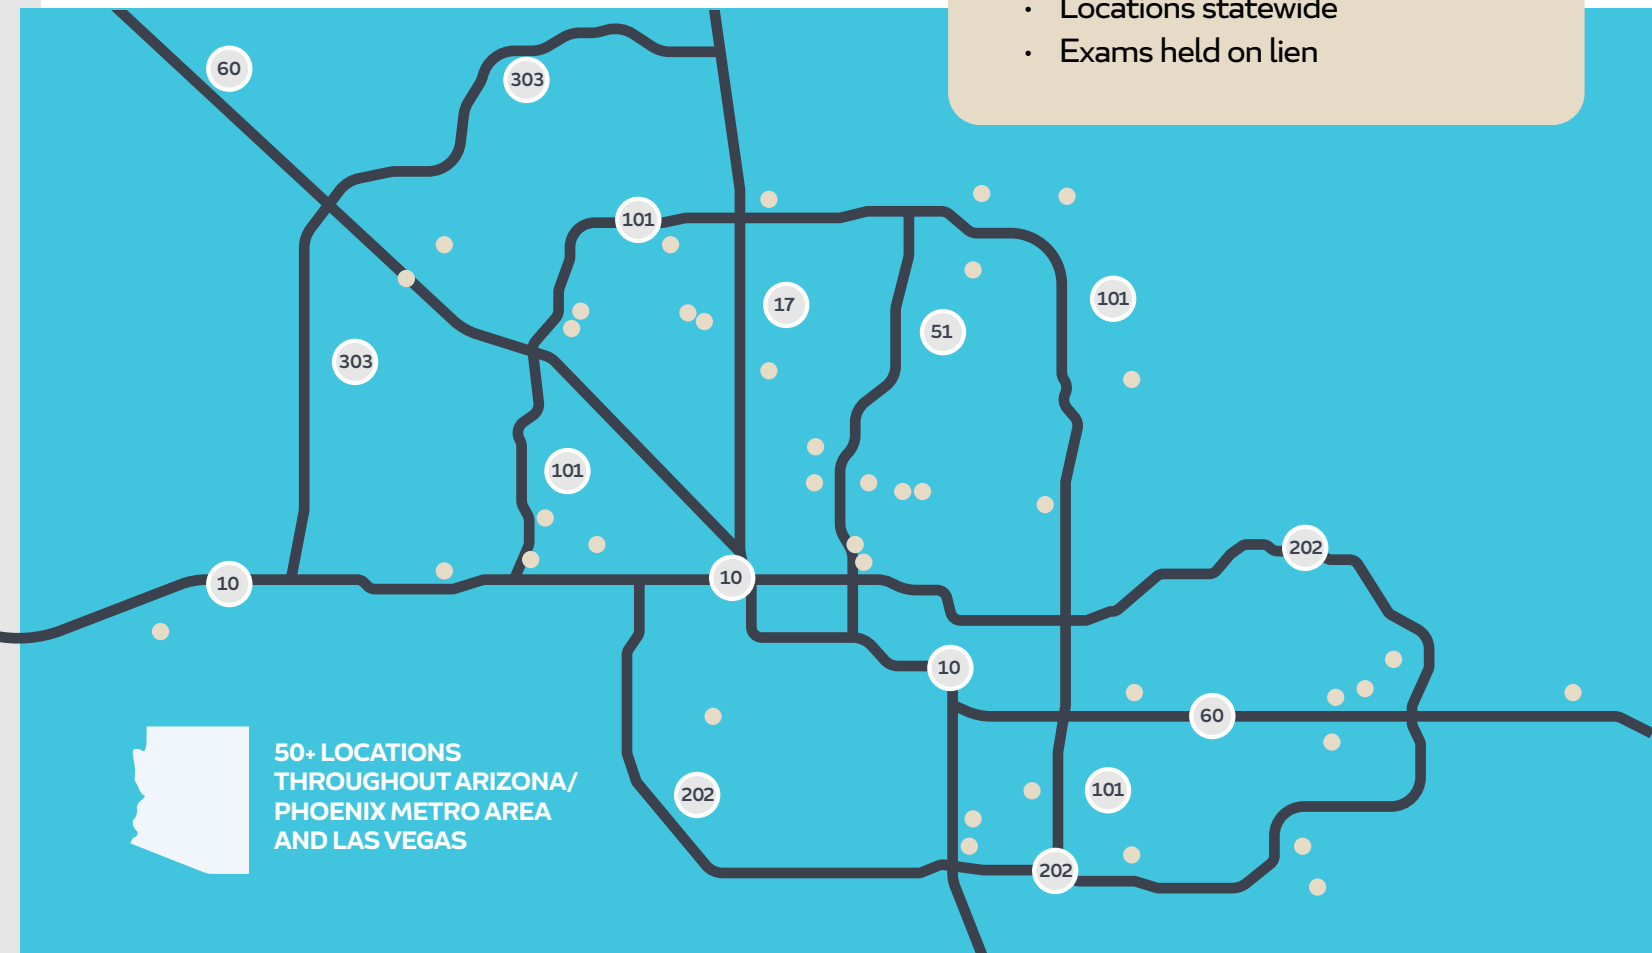 • Locations statewide
• Exams held on lien
60
303
101
17
101
51
303
101
202
10
10
10
60
202
101
202
50+ LOCATIONS
THROUGHOUT ARIZONA/
PHOENIX METRO AREA
AND LAS VEGAS